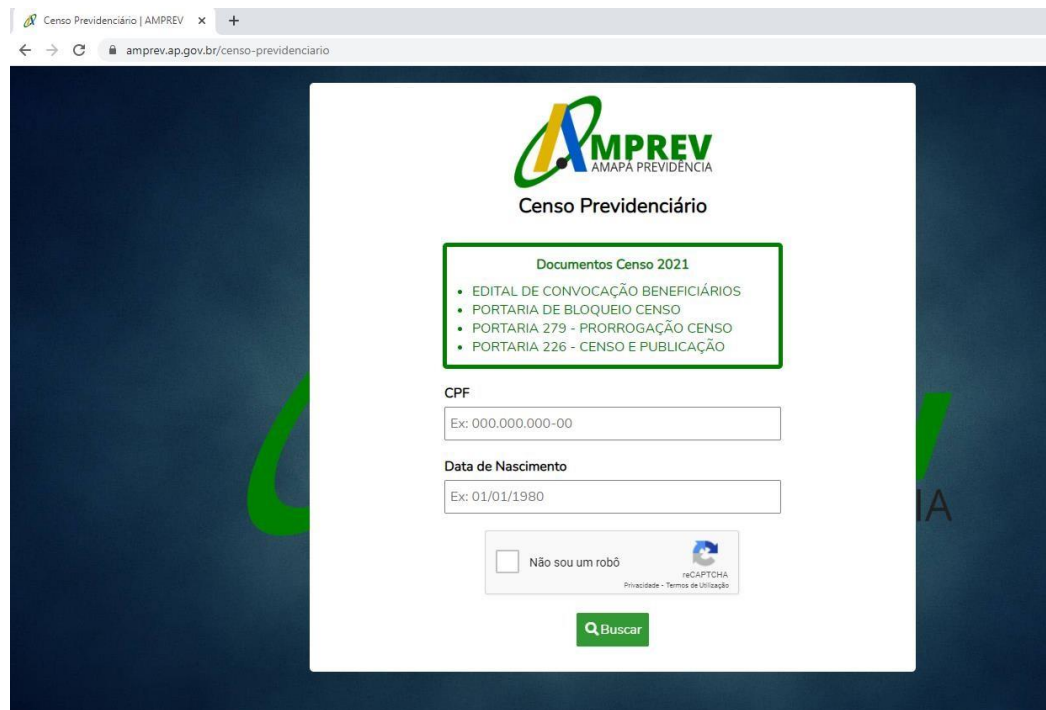 Censo Previdenciário | AMPREV
amprev.ap.gov.br/censo-previdenciario
AMPREV
AMAPÁ PREVIDÊNCIA
Censo Previdenciário
Documentos Censo 2021
• EDITAL DE CONVOCAÇÃO BENEFICIÁRIOS
• PORTARIA DE BLOQUEIO CENSO
• PORTARIA 279 - PRORROGAÇÃO CENSO
• PORTARIA 226 - CENSO E PUBLICAÇÃO
CPF
Ex: 000.000.000-00
Data de Nascimento
Ex: 01/01/1980
IA
Não sou um robô
reCAPTCHA
Privacidade - Termos de Utilização
Buscar